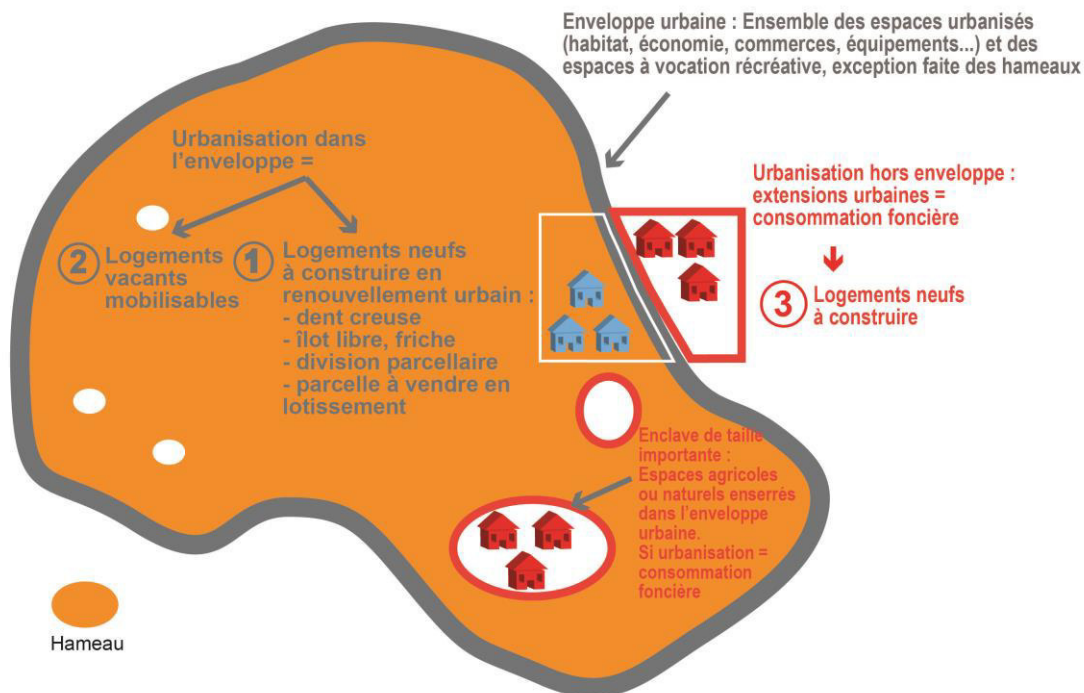 Enveloppe urbaine : Ensemble des espaces urbanisés
(habitat, économie, commerces, équipements...) et des
espaces à vocation récréative, exception faite des hameaux
Urbanisation dans
l'enveloppe =
2 Logements
vacants
mobilisables
1 Logements neufs
à construire en
renouvellement urbain :
- dent creuse
- îlot libre, friche
- division parcellaire
- parcelle à vendre en
lotissement
Urbanisation hors enveloppe :
extensions urbaines =
consommation foncière
3 Logements neufs
à construire
Enclave de taille
importante :
Espaces agricoles
ou naturels enserrés
dans l'enveloppe
urbaine.
Si urbanisation =
consommation
foncière
Hameau